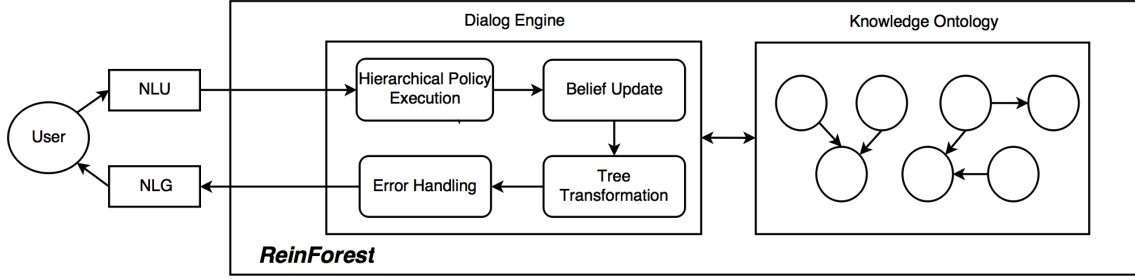 Dialog Engine
Knowledge Ontology
NLU
Hierarchical Policy
Execution
Belief Update
User
NLG
Error Handling
Tree
Transformation
ReinForest